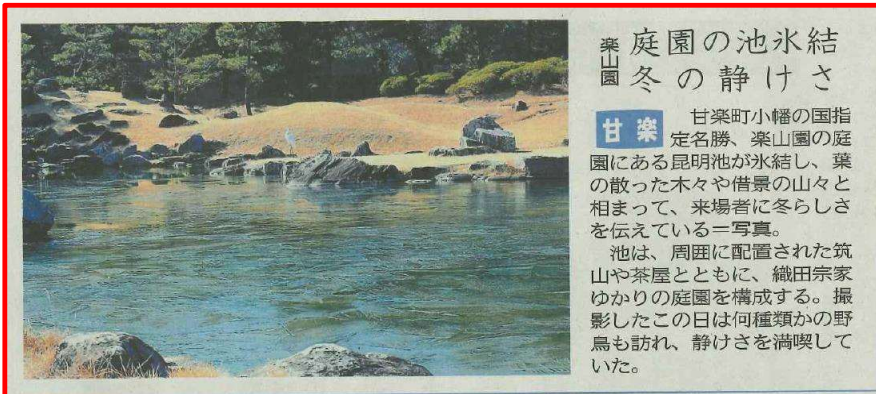 楽山園
庭園の池氷結
冬の静けさ
甘楽
甘楽町小幡の国指
定名勝、楽山園の庭
園にある昆明池が氷結し、葉
の散った木々や借景の山々と
相まって、来場者に冬らしさ
を伝えている＝写真。
池は、周囲に配置された筑
山や茶屋とともに、織田宗家
ゆかりの庭園を構成する。撮
影したこの日は何種類かの野
鳥も訪れ、静けさを満喫して
いた。